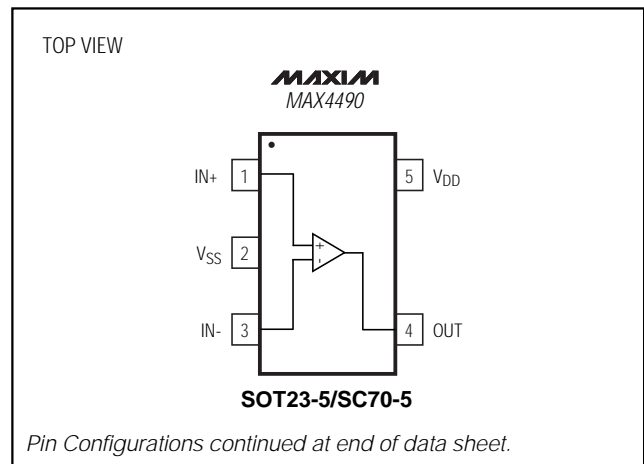 TOP VIEW
MAXIM
MAX4490
IN+ 1
5 VDD
VSS 2
+
-
IN- 3
4 OUT
SOT23-5/SC70-5
Pin Configurations continued at end of data sheet.